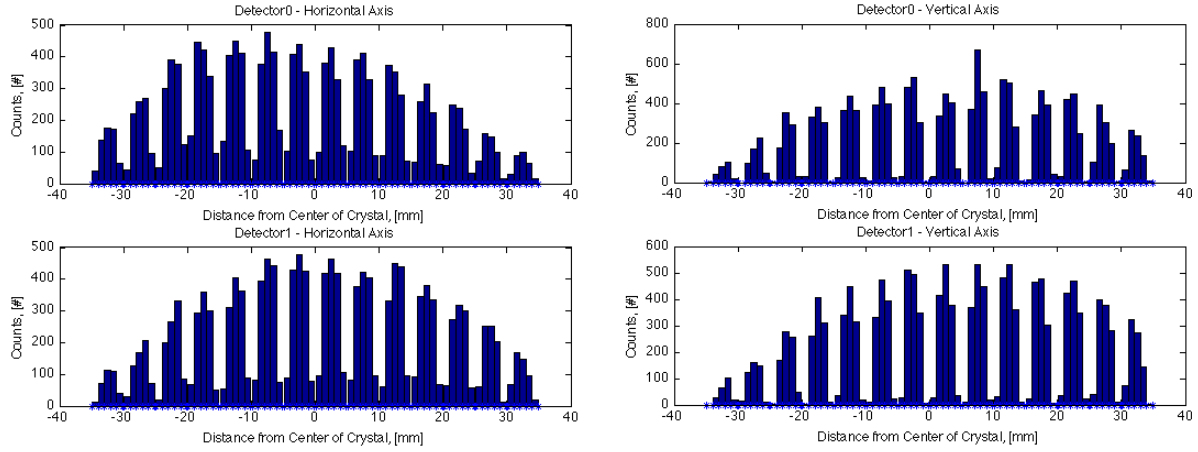 Detector0 - Horizontal Axis
500
400
300
200
100
0
Counts, [#]
-40 -30 -20 -10 0 10 20 30 40
Distance from Center of Crystal, [mm]
Detector0 - Vertical Axis
800
600
400
200
0
Counts, [#]
-40 -30 -20 -10 0 10 20 30 40
Distance from Center of Crystal, [mm]
Detector1 - Horizontal Axis
500
400
300
200
100
0
Counts, [#]
-40 -30 -20 -10 0 10 20 30 40
Distance from Center of Crystal, [mm]
Detector1 - Vertical Axis
600
500
400
300
200
100
0
Counts, [#]
-40 -30 -20 -10 0 10 20 30 40
Distance from Center of Crystal, [mm]